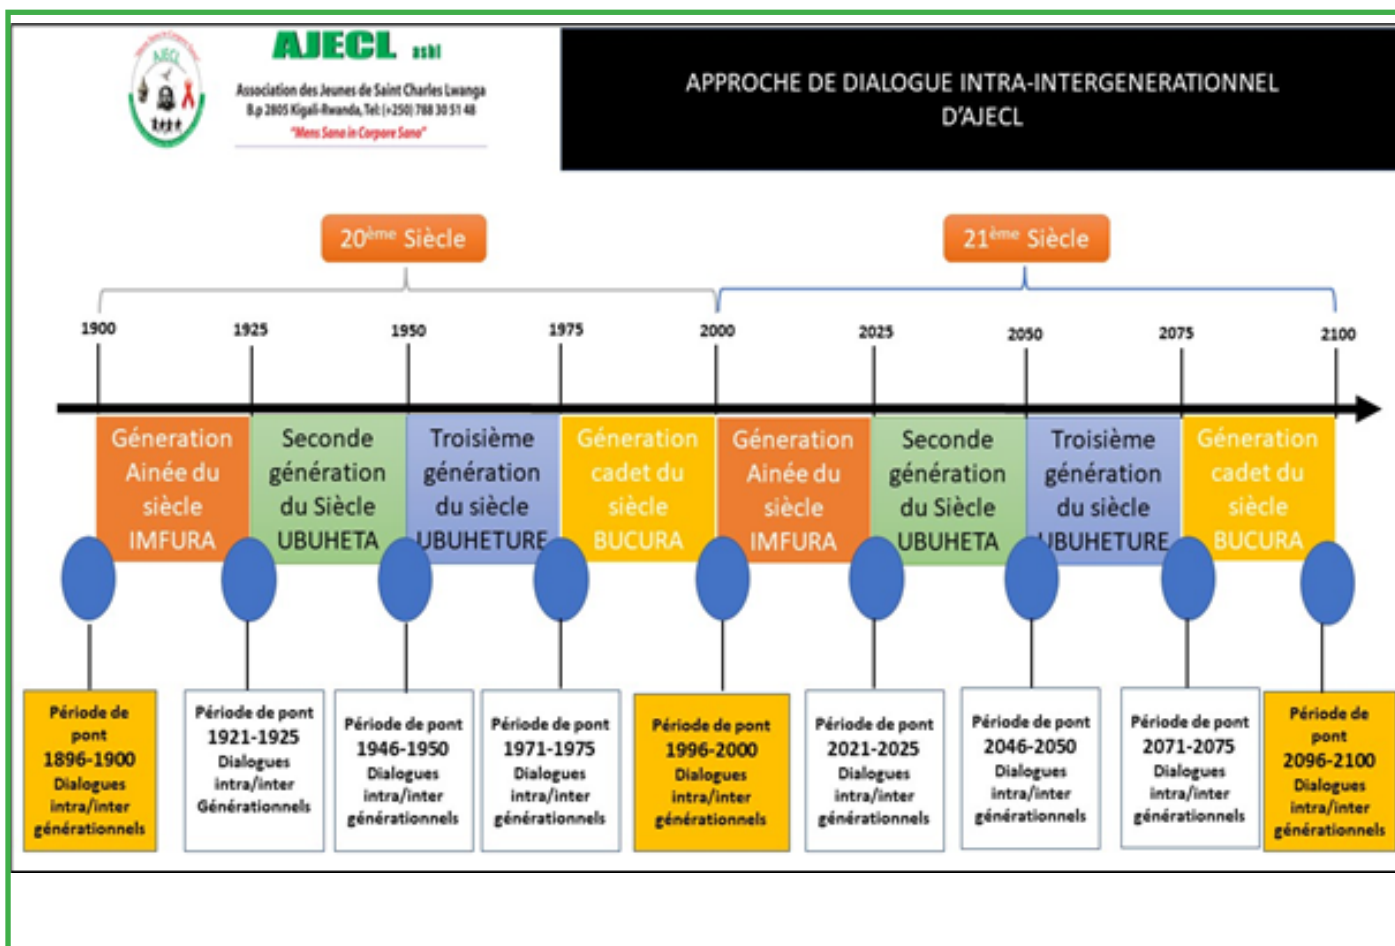 AJECL
AJECL asbl
Association des Jeunes de Saint Charles Lwanga
B.p 2805 Kigali-Rwanda, Tel: (+250) 788 30 51 48
"Mens Sana in Corpore Sano"
APPROCHE DE DIALOGUE INTRA-INTERGENERATIONNEL
D'AJECL
20ème Siècle
21ème Siècle
1900
1925
1950
1975
2000
2025
2050
2075
2100
Géneration
Ainée du
siècle
IMFURA
Seconde
génération
du Siècle
UBUHETA
Troisième
génération
du siècle
UBUHETURE
Géneration
cadet du
siècle
BUCURA
Géneration
Ainée du
siècle
IMFURA
Seconde
génération
du Siècle
UBUHETA
Troisième
génération
du siècle
UBUHETURE
Géneration
cadet du
siècle
BUCURA
Période de
pont
1896-1900
Dialogues
intra/inter
générationnels
Période de pont
1921-1925
Dialogues
intra/inter
Générationnels
Période de pont
1946-1950
Dialogues
intra/inter
générationnels
Période de pont
1971-1975
Dialogues
intra/inter
générationnels
Période de pont
1996-2000
Dialogues
intra/inter
générationnels
Période de pont
2021-2025
Dialogues
intra/inter
générationnels
Période de pont
2046-2050
Dialogues
intra/inter
générationnels
Période de pont
2071-2075
Dialogues
intra/inter
générationnels
Période de
pont
2096-2100
Dialogues
intra/inter
générationnels